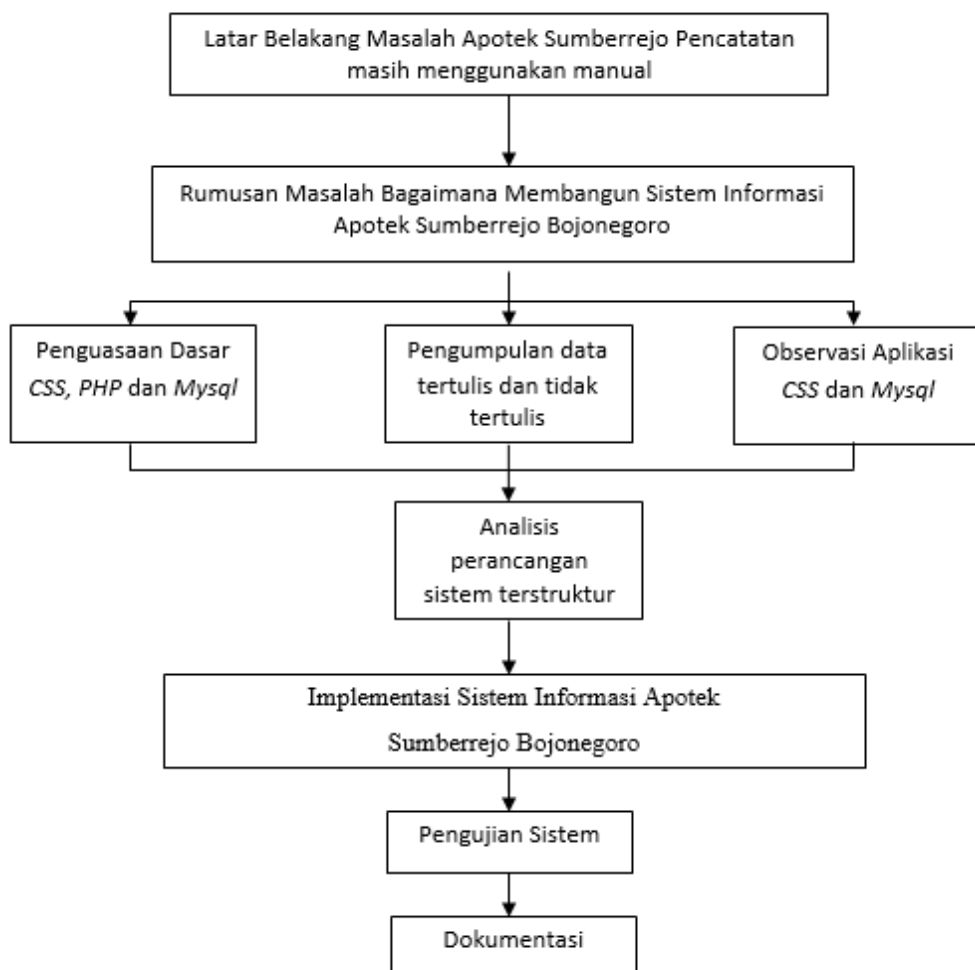 Latar Belakang Masalah Apotek Sumberrejo Pencatatan
masih menggunakan manual
Rumusan Masalah Bagaimana Membangun Sistem Informasi
Apotek Sumberrejo Bojonegoro
Penguasaan Dasar
CSS, PHP dan Mysql
Pengumpulan data
tertulis dan tidak
tertulis
Observasi Aplikasi
CSS dan Mysql
Analisis
perancangan
sistem terstruktur
Implementasi Sistem Informasi Apotek
Sumberrejo Bojonegoro
Pengujian Sistem
Dokumentasi